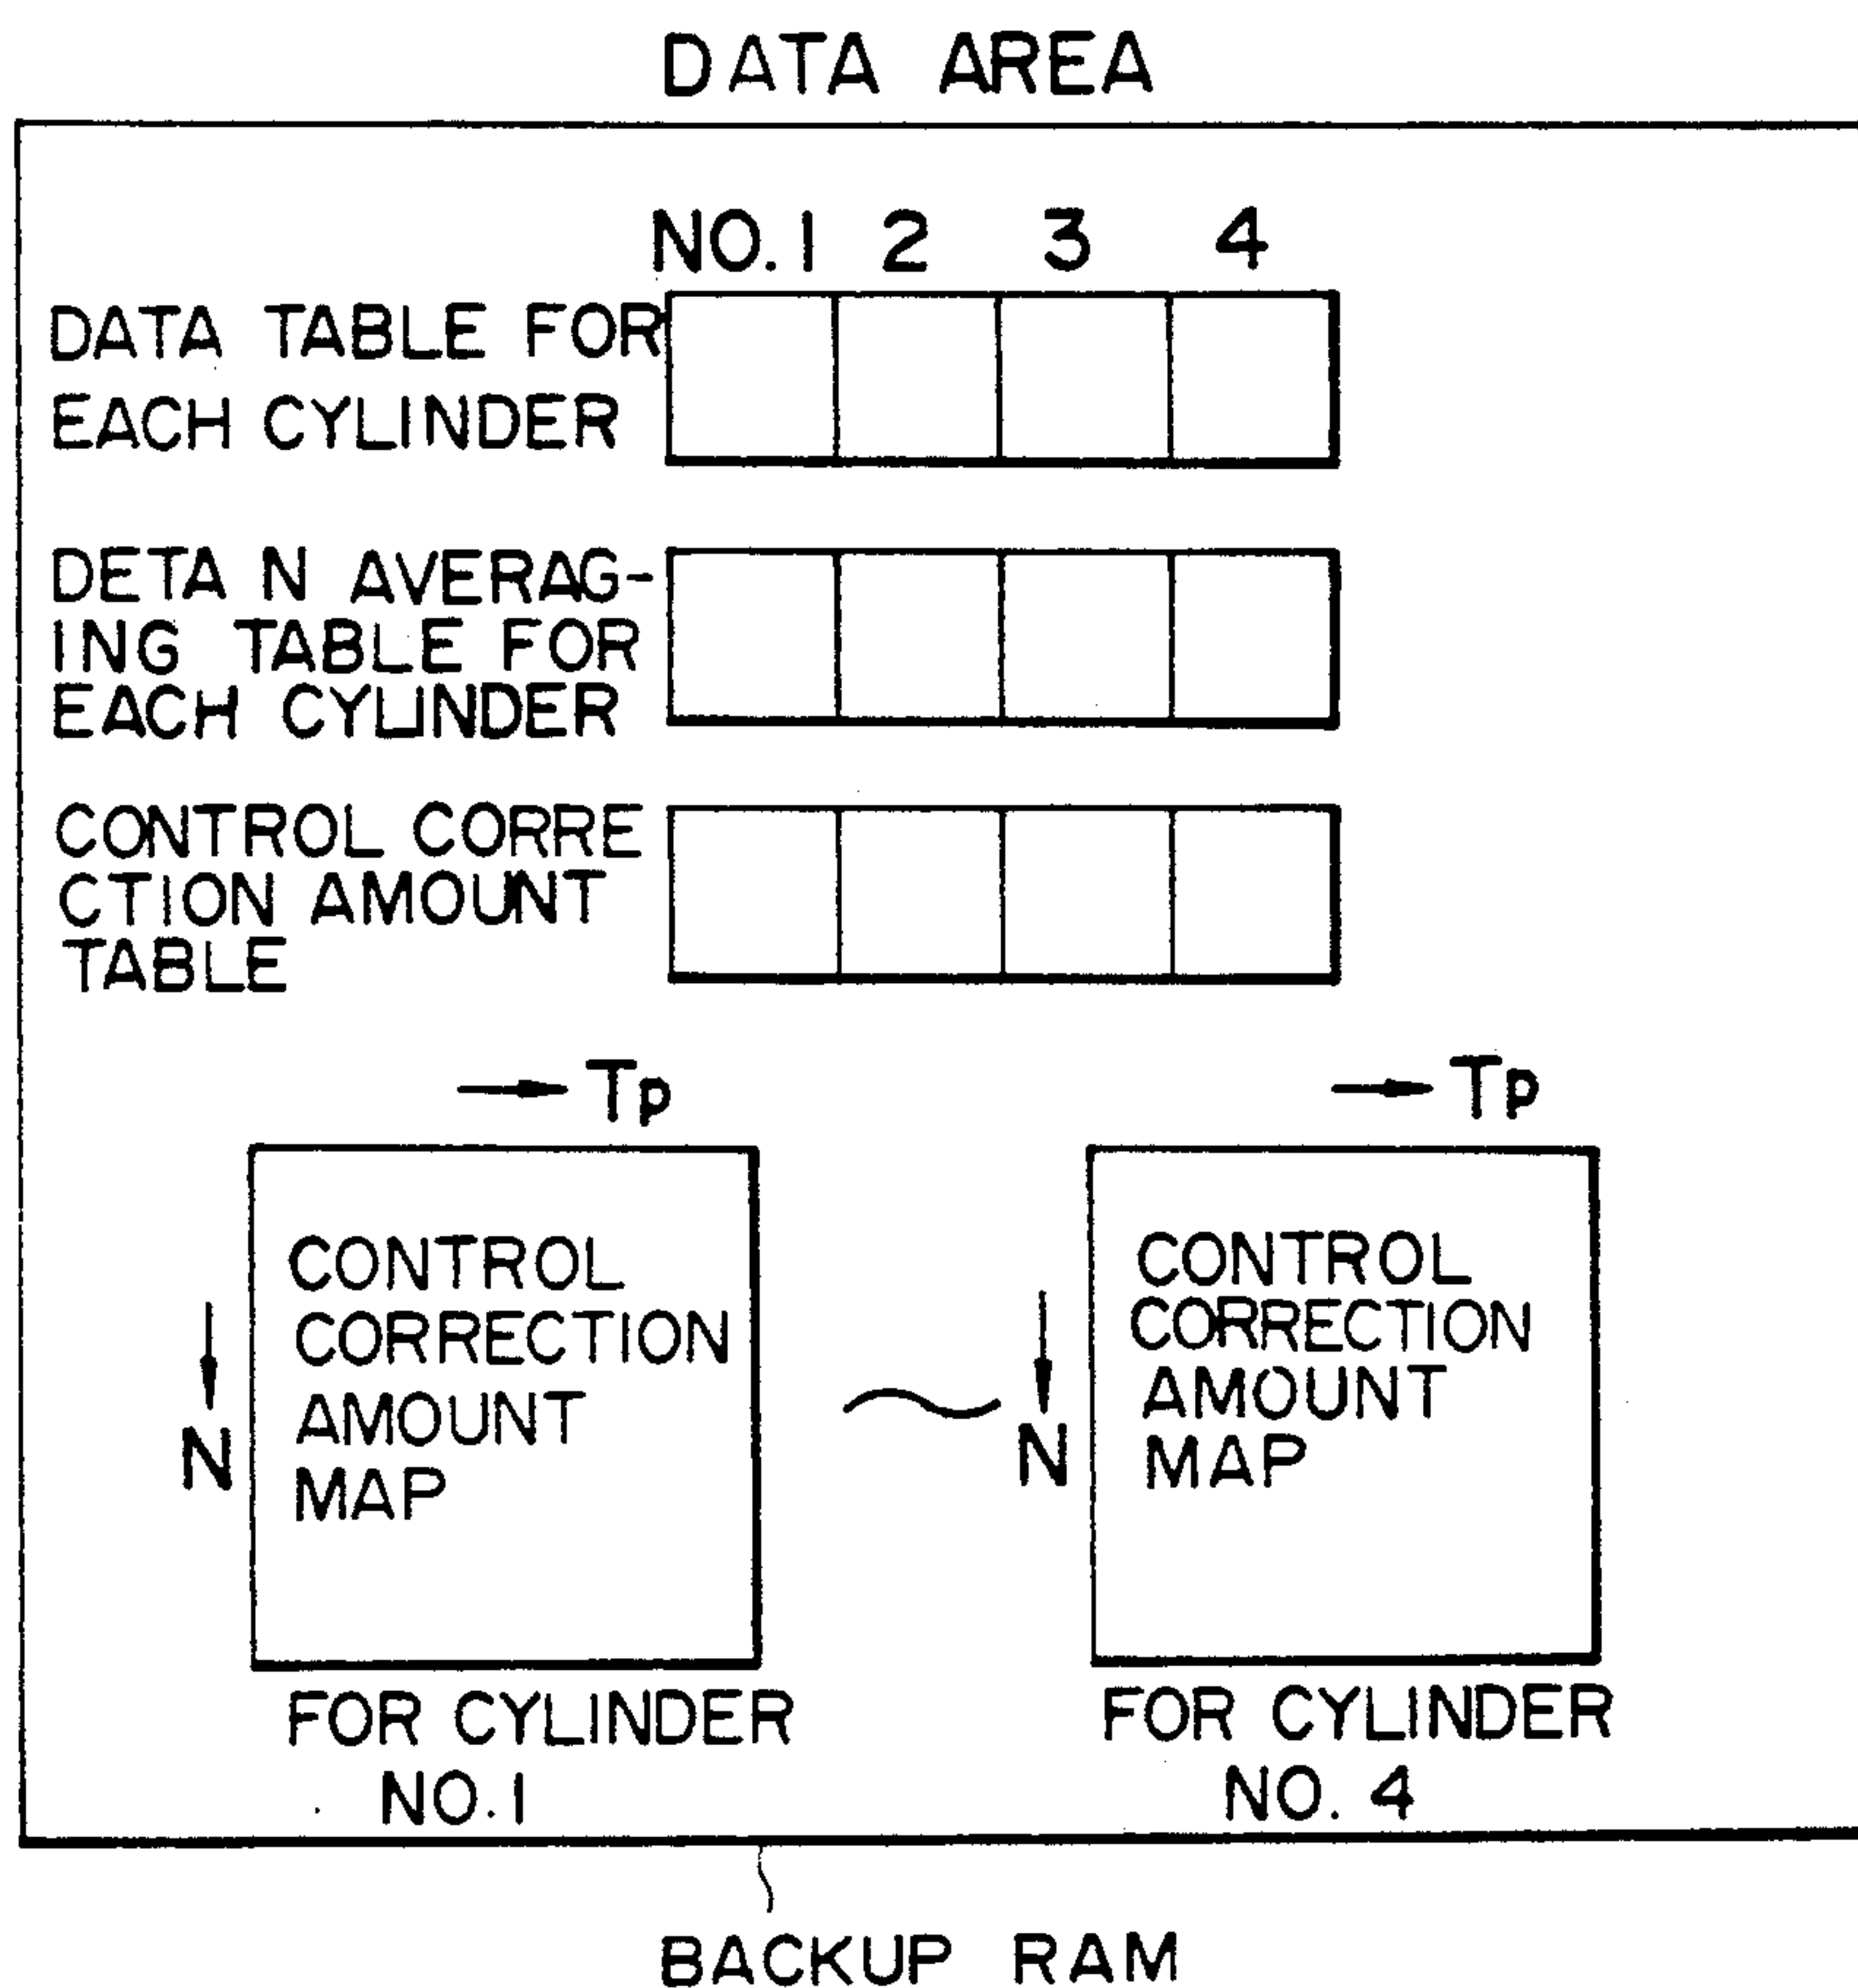 DATA AREA
NO. 1 2 3 4
DATA TABLE FOR
EACH CYLINDER
DETA N AVERAG-
ING TABLE FOR
EACH CYLINDER
CONTROL CORRE
CTION AMOUNT
TABLE
Tp
N
CONTROL
CORRECTION
AMOUNT
MAP
FOR CYLINDER
NO. 1
Tp
N
CONTROL
CORRECTION
AMOUNT
MAP
FOR CYLINDER
NO. 4
BACKUP RAM